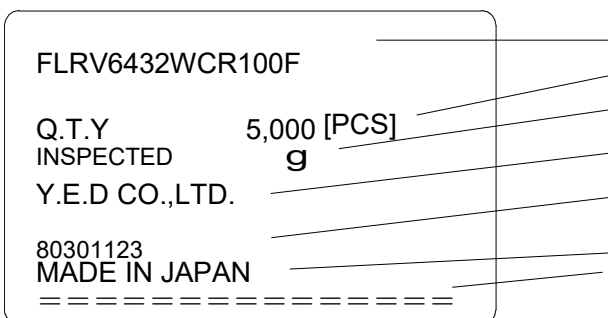 FLRV6432WCR100F
Q.T.Y 5,000 [PCS]
INSPECTED g
Y.E.D CO.,LTD.
80301123
MADE IN JAPAN
===============